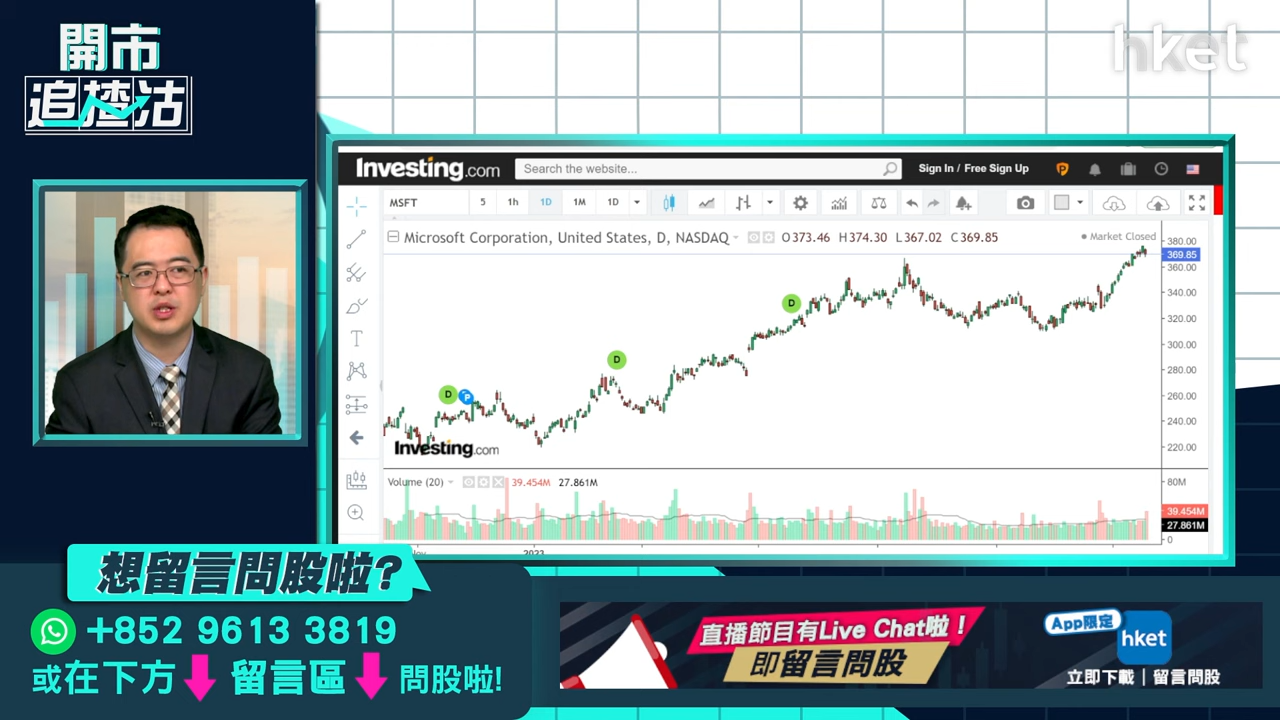 開市
追揸沽
hket
Investing.com
Search the website...
Sign In / Free Sign Up
MSFT
5
1h
1D
1M
1D
Microsoft Corporation, United States, D, NASDAQ
O373.46 H374.30 L367.02 C369.85
Market Closed
380.00
369.85
360.00
340.00
320.00
300.00
280.00
260.00
240.00
220.00
D
D
D
P
Investing.com
Volume (20)
39.454M
27.861M
80M
39.454M
27.861M
0
2023
想留言問股啦?
+852 9613 3819
或在下方
留言區
問股啦!
直播節目有Live Chat啦!
即留言問股
App限定
hket
立即下載|留言問股